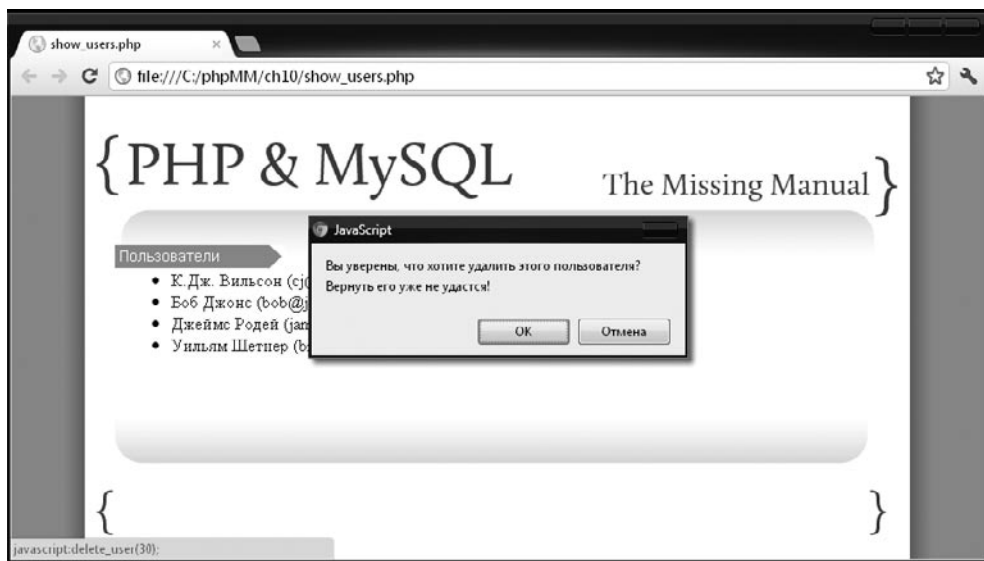 show_users.php
file:///C:/phpMM/ch10/show_users.php
{PHP & MySQL
The Missing Manual}
JavaScript
Вы уверены, что хотите удалить этого пользователя?
Вернуть его уже не удастся!
OK
Отмена
Пользователи
• К.Дж. Вильсон (cj@
• Боб Джонс (bob@j
• Джеймс Родей (jam
• Уильям Шетнер (b
{ }
javascript:delete_user(30);